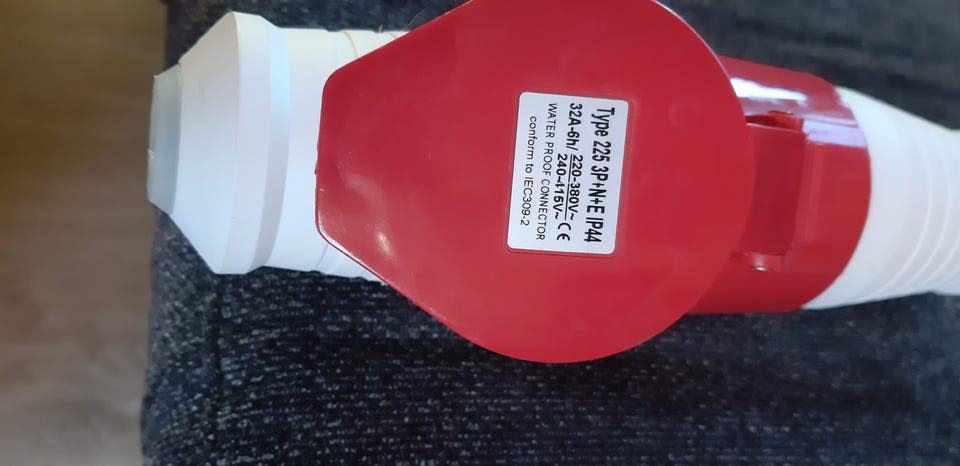 Type 225 3P+N+E IP44
32A-6h/ 220-380V~
240-415V~ CE
WATER PROOF CONNECTOR
conform to IEC309-2